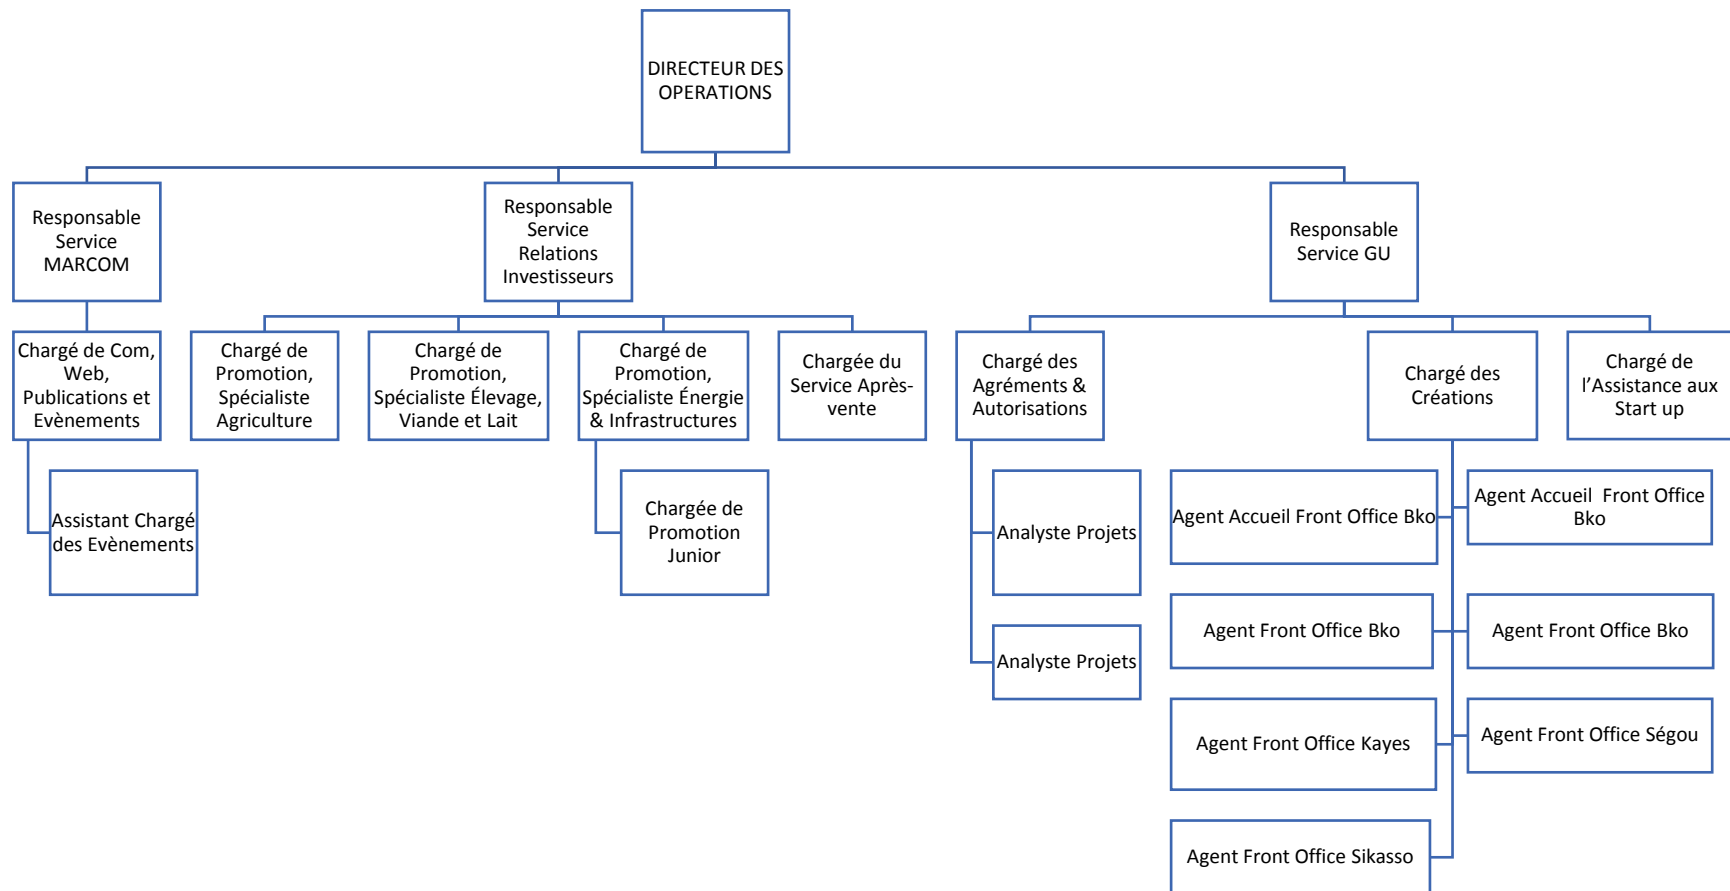 DIRECTEUR DES
OPERATIONS
Responsable
Service
MARCOM
Responsable
Service
Relations
Investisseurs
Responsable
Service GU
Chargé de Com,
Web,
Publications et
Evènements
Chargé de
Promotion,
Spécialiste
Agriculture
Chargé de
Promotion,
Spécialiste Élevage,
Viande et Lait
Chargé de
Promotion,
Spécialiste Énergie
& Infrastructures
Chargée du
Service Après-
vente
Chargé des
Agréments &
Autorisations
Chargé des
Créations
Chargé de
l’Assistance aux
Start up
Assistant Chargé
des Evènements
Chargée de
Promotion
Junior
Analyste Projets
Agent Accueil Front Office Bko
Agent Accueil  Front Office
Bko
Analyste Projets
Agent Front Office Bko
Agent Front Office Bko
Agent Front Office Kayes
Agent Front Office Ségou
Agent Front Office Sikasso